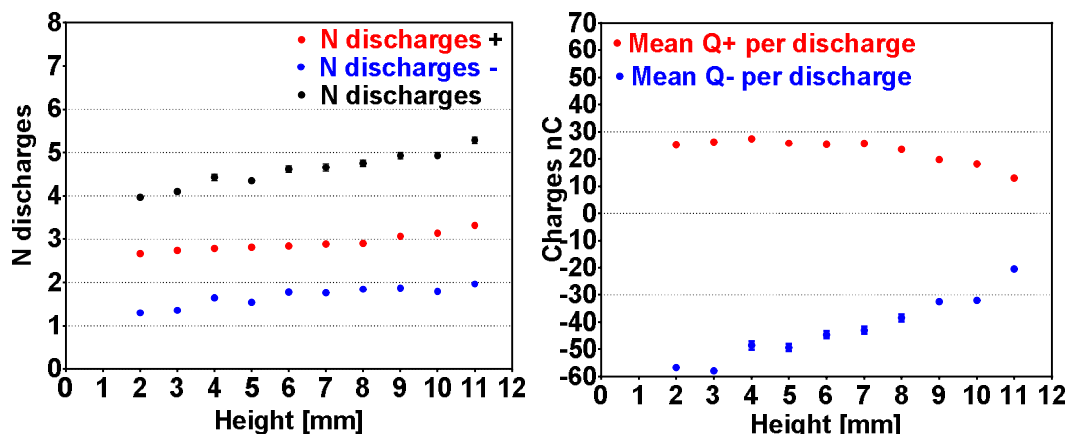 8
7
6
5
4
3
2
1
0
N discharges
N discharges +
N discharges -
N discharges
0 1 2 3 4 5 6 7 8 9 10 11 12
Height [mm]
70
60
50
40
30
20
10
0
-10
-20
-30
-40
-50
-60
Charges nC
Mean Q+ per discharge
Mean Q- per discharge
0 1 2 3 4 5 6 7 8 9 10 11 12
Height [mm]